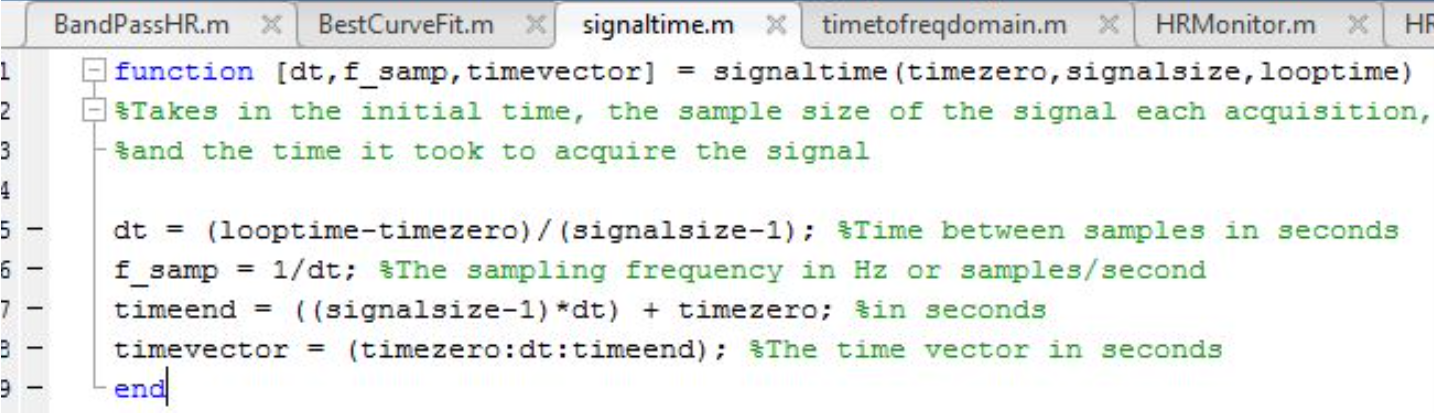 BandPassHR.m BestCurveFit.m signaltime.m timetofreqdomain.m HRMonitor.m HR
1 function [dt,f_samp,timevector] = signaltime(timezero,signalsize,looptime)
2 %Takes in the initial time, the sample size of the signal each acquisition,
3 %and the time it took to acquire the signal
4
5 - dt = (looptime-timezero)/(signalsize-1); %Time between samples in seconds
6 - f_samp = 1/dt; %The sampling frequency in Hz or samples/second
7 - timeend = ((signalsize-1)*dt) + timezero; %in seconds
8 - timevector = (timezero:dt:timeend); %The time vector in seconds
9 - end